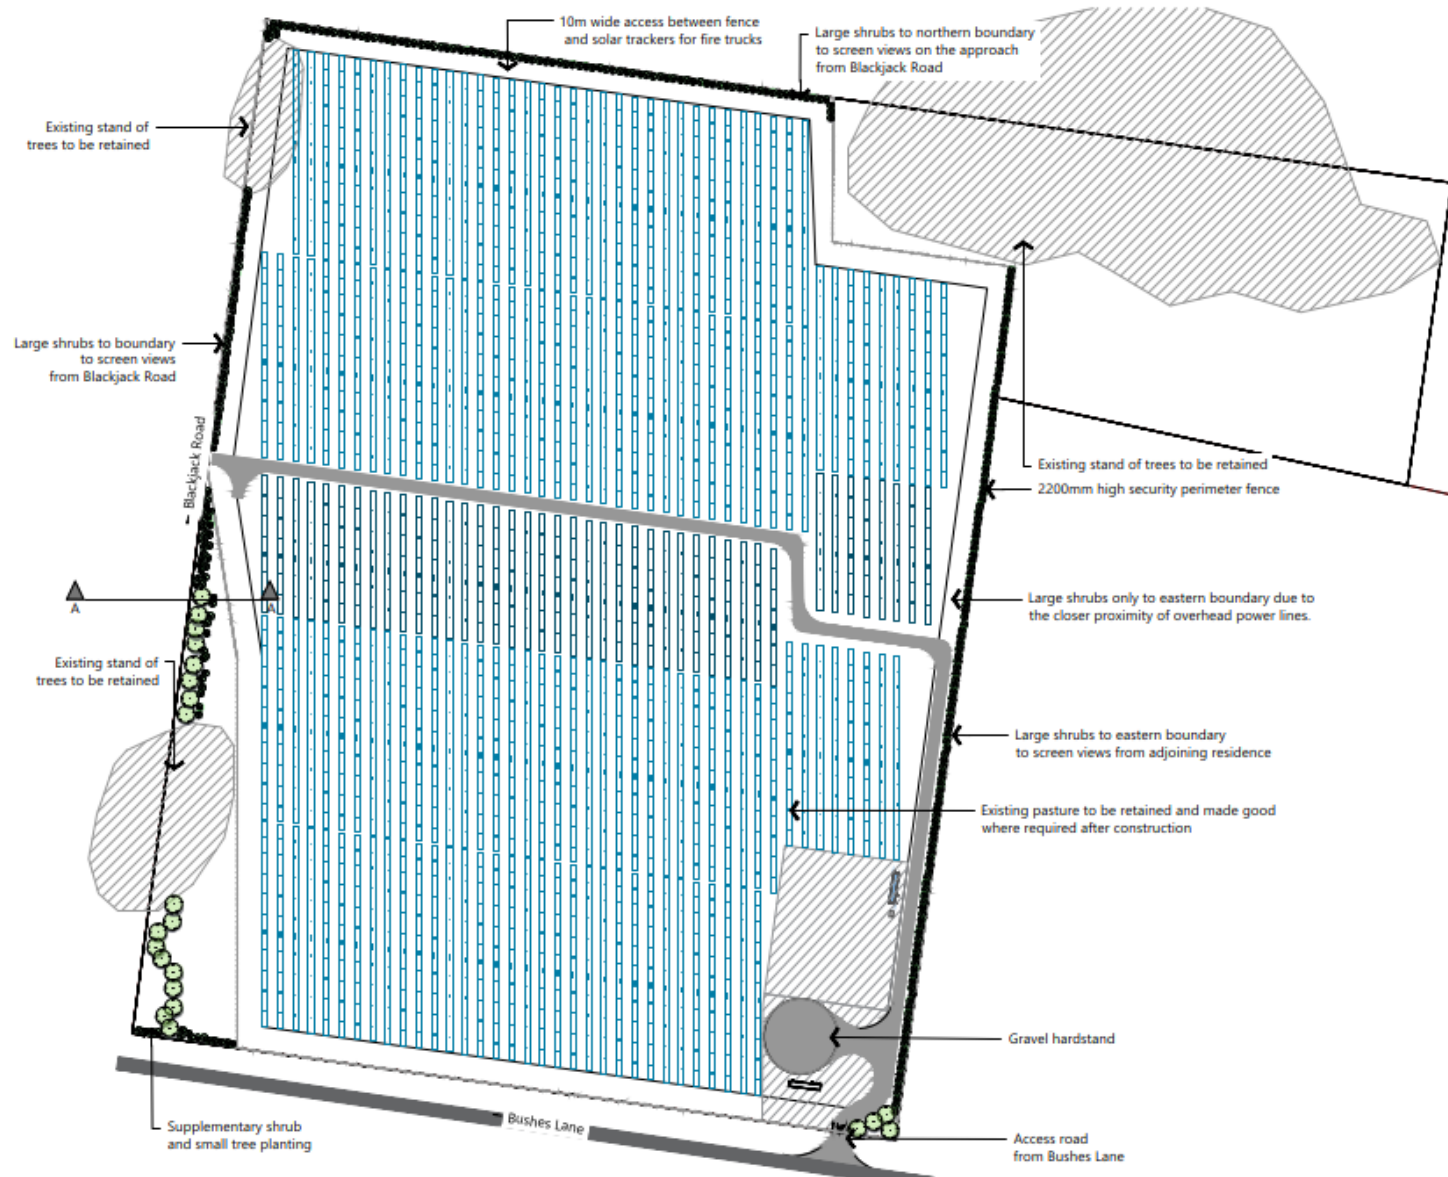 10m wide access between fence
and solar trackers for fire trucks
Large shrubs to northern boundary
to screen views on the approach
from Blackjack Road
Existing stand of
trees to be retained
Large shrubs to boundary
to screen views
from Blackjack Road
Blackjack Road
Existing stand of trees to be retained
2200mm high security perimeter fence
A
A
Large shrubs only to eastern boundary due to
the closer proximity of overhead power lines.
Existing stand of
trees to be retained
Large shrubs to eastern boundary
to screen views from adjoining residence
Existing pasture to be retained and made good
where required after construction
Gravel hardstand
Bushes Lane
Supplementary shrub
and small tree planting
Access road
from Bushes Lane